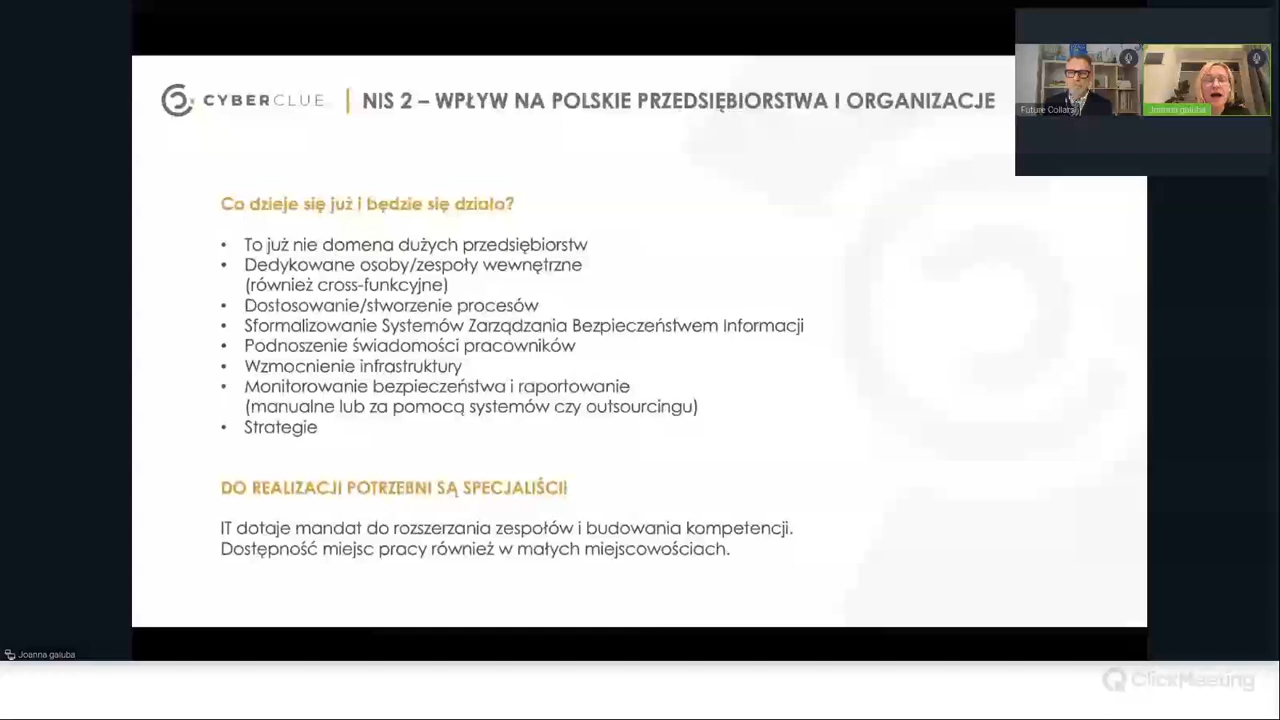 CYBERCLUE
NIS 2 – WPŁYW NA POLSKIE PRZEDSIĘBIORSTWA I ORGANIZACJE
Future Collars
Joanna gałuba
Co dzieje się już i będzie się działo?
• To już nie domena dużych przedsiębiorstw
• Dedykowane osoby/zespoły wewnętrzne
(również cross-funkcyjne)
• Dostosowanie/stworzenie procesów
• Sformalizowanie Systemów Zarządzania Bezpieczeństwem Informacji
• Podnoszenie świadomości pracowników
• Wzmocnienie infrastruktury
• Monitorowanie bezpieczeństwa i raportowanie
(manualne lub za pomocą systemów czy outsourcingu)
• Strategie
DO REALIZACJI POTRZEBNI SĄ SPECJALIŚCI!
IT dotaje mandat do rozszerzania zespołów i budowania kompetencji.
Dostępność miejsc pracy również w małych miejscowościach.
Joanna gałuba
ClickMeeting